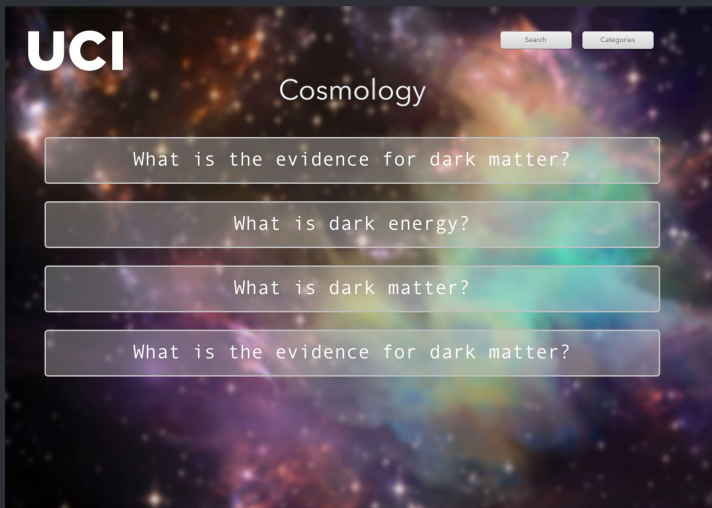 UCI
Search
Categories
Cosmology
What is the evidence for dark matter?
What is dark energy?
What is dark matter?
What is the evidence for dark matter?